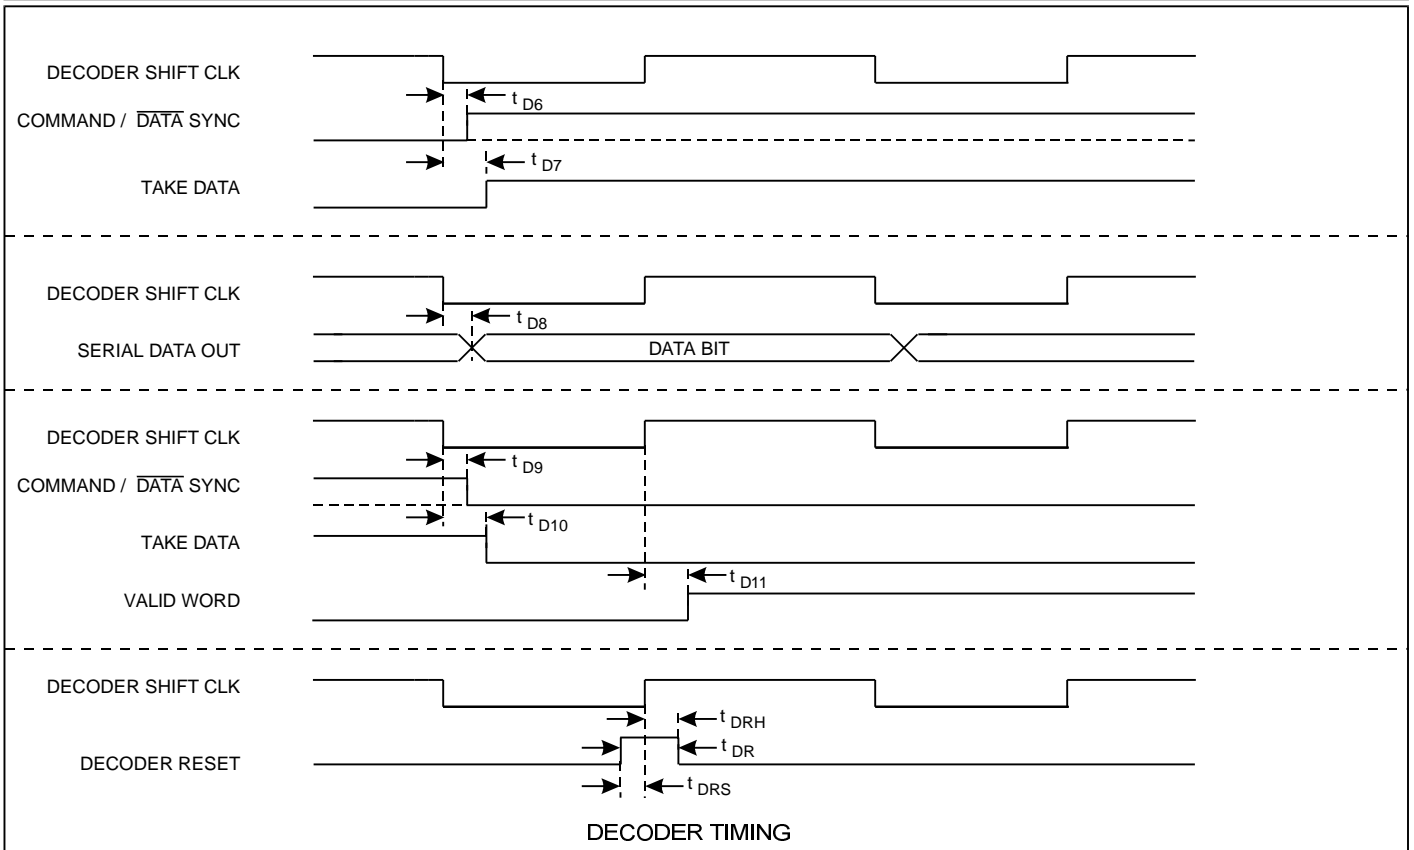 DECODER SHIFT CLK
t D6
COMMAND / DATA SYNC
t D7
TAKE DATA
DECODER SHIFT CLK
t D8
SERIAL DATA OUT
DATA BIT
DECODER SHIFT CLK
t D9
COMMAND / DATA SYNC
t D10
TAKE DATA
t D11
VALID WORD
DECODER SHIFT CLK
t DRH
t DR
DECODER RESET
t DRS
DECODER TIMING